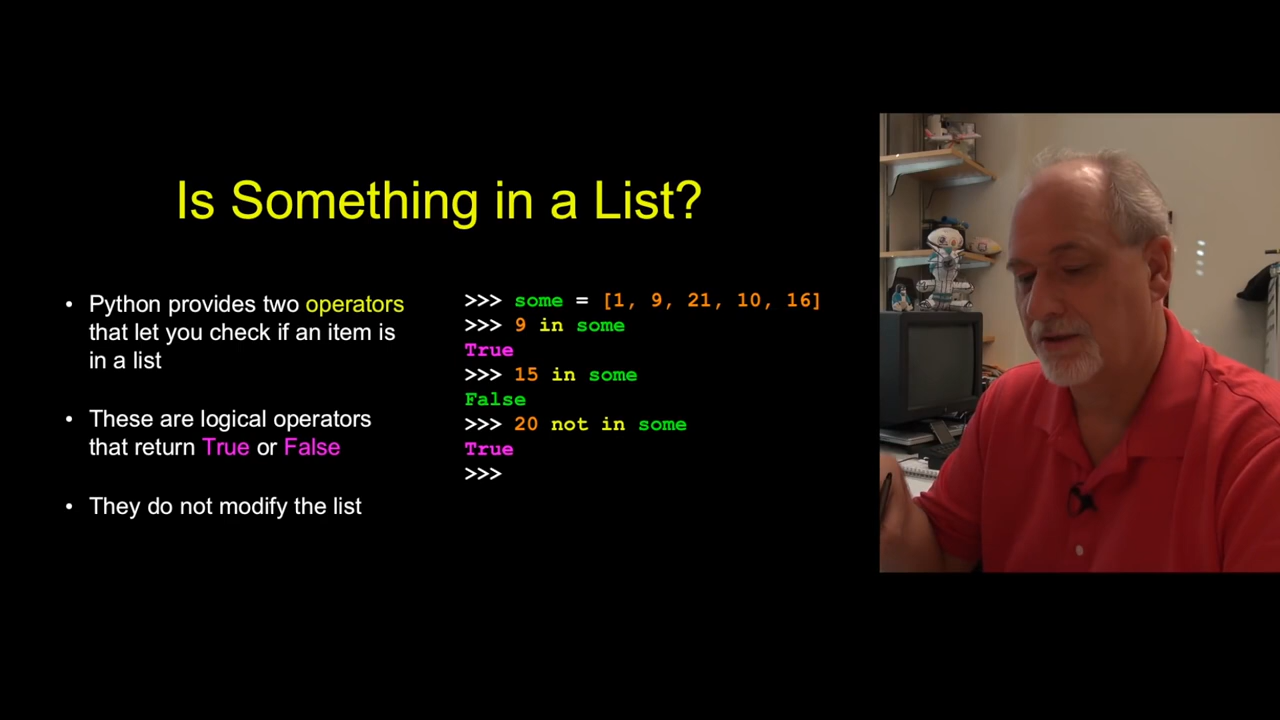 Is Something in a List?
• Python provides two operators
that let you check if an item is
in a list
• These are logical operators
that return True or False
• They do not modify the list
>>> some = [1, 9, 21, 10, 16]
>>> 9 in some
True
>>> 15 in some
False
>>> 20 not in some
True
>>>